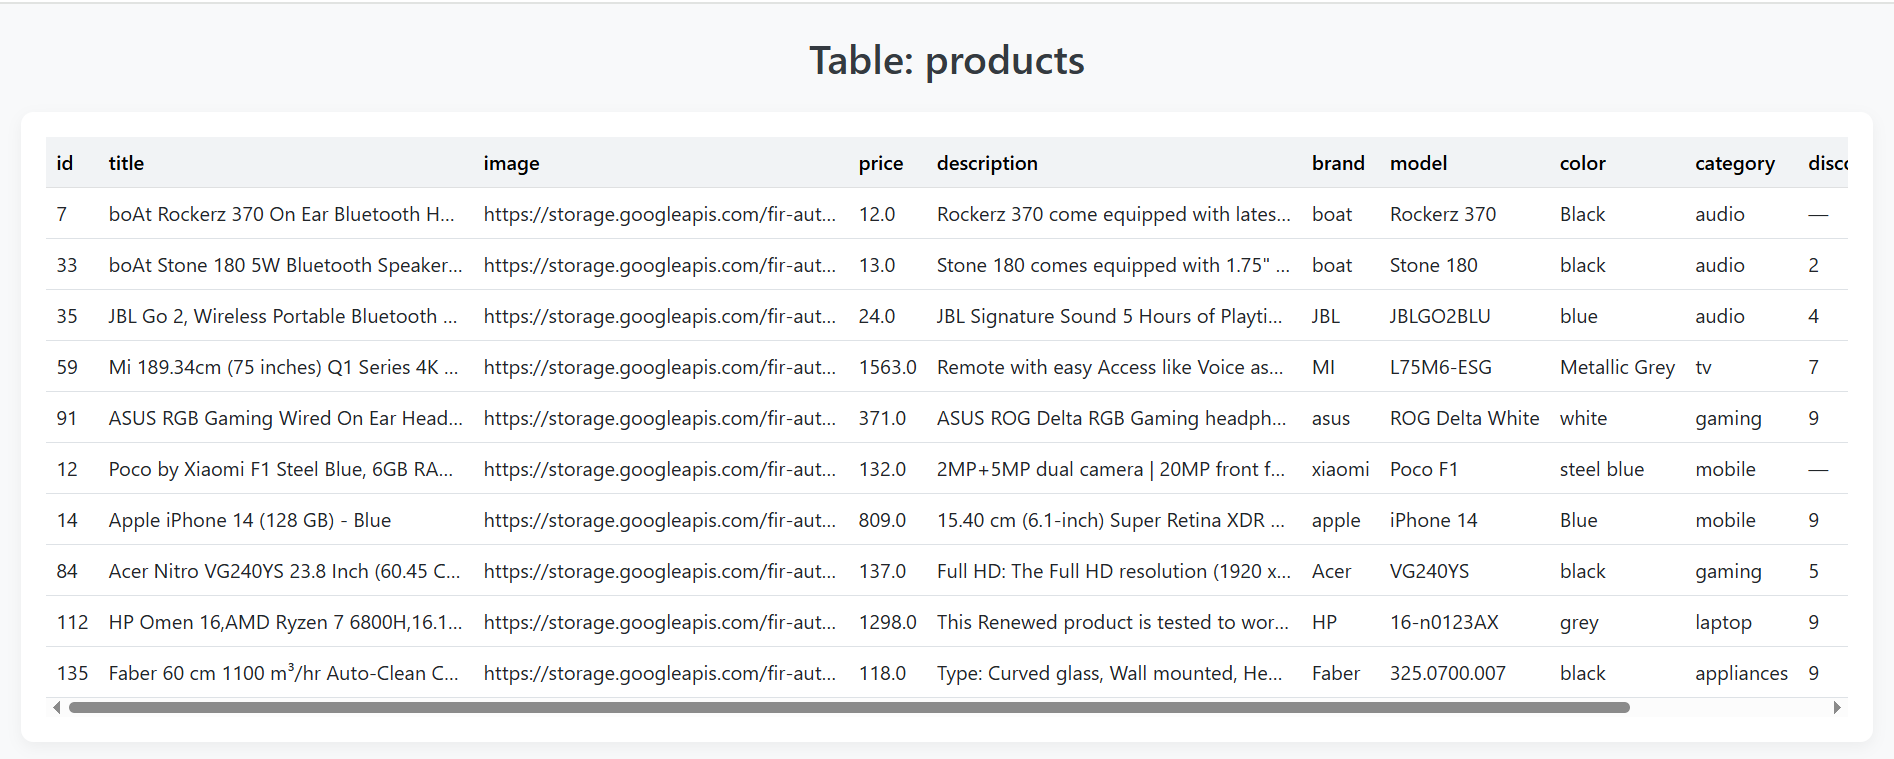 Table: products
id title image price description brand model color category disco
7 boAt Rockerz 370 On Ear Bluetooth H... https://storage.googleapis.com/fir-aut... 12.0 Rockerz 370 come equipped with lates... boat Rockerz 370 Black audio —
33 boAt Stone 180 5W Bluetooth Speaker... https://storage.googleapis.com/fir-aut... 13.0 Stone 180 comes equipped with 1.75" ... boat Stone 180 black audio 2
35 JBL Go 2, Wireless Portable Bluetooth ... https://storage.googleapis.com/fir-aut... 24.0 JBL Signature Sound 5 Hours of Playti... JBL JBLGO2BLU blue audio 4
59 Mi 189.34cm (75 inches) Q1 Series 4K ... https://storage.googleapis.com/fir-aut... 1563.0 Remote with easy Access like Voice as... MI L75M6-ESG Metallic Grey tv 7
91 ASUS RGB Gaming Wired On Ear Head... https://storage.googleapis.com/fir-aut... 371.0 ASUS ROG Delta RGB Gaming headph... asus ROG Delta White white gaming 9
12 Poco by Xiaomi F1 Steel Blue, 6GB RA... https://storage.googleapis.com/fir-aut... 132.0 2MP+5MP dual camera | 20MP front f... xiaomi Poco F1 steel blue mobile —
14 Apple iPhone 14 (128 GB) - Blue https://storage.googleapis.com/fir-aut... 809.0 15.40 cm (6.1-inch) Super Retina XDR ... apple iPhone 14 Blue mobile 9
84 Acer Nitro VG240YS 23.8 Inch (60.45 C... https://storage.googleapis.com/fir-aut... 137.0 Full HD: The Full HD resolution (1920 x... Acer VG240YS black gaming 5
112 HP Omen 16,AMD Ryzen 7 6800H,16.1... https://storage.googleapis.com/fir-aut... 1298.0 This Renewed product is tested to wor... HP 16-n0123AX grey laptop 9
135 Faber 60 cm 1100 m³/hr Auto-Clean C... https://storage.googleapis.com/fir-aut... 118.0 Type: Curved glass, Wall mounted, He... Faber 325.0700.007 black appliances 9